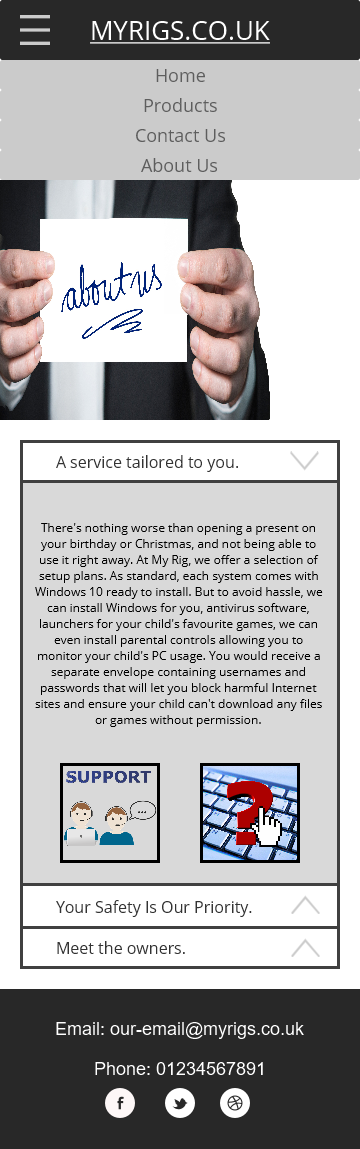 MYRIGS.CO.UK
Home
Products
Contact Us
About Us
about us
A service tailored to you.
There's nothing worse than opening a present on
your birthday or Christmas, and not being able to
use it right away. At My Rig, we offer a selection of
setup plans. As standard, each system comes with
Windows 10 ready to install. But to avoid hassle, we
can install Windows for you, antivirus software,
launchers for your child's favourite games, we can
even install parental controls allowing you to
monitor your child's PC usage. You would receive a
separate envelope containing usernames and
passwords that will let you block harmful Internet
sites and ensure your child can't download any files
or games without permission.
SUPPORT
?
Your Safety Is Our Priority.
Meet the owners.
Email: our-email@myrigs.co.uk
Phone: 01234567891